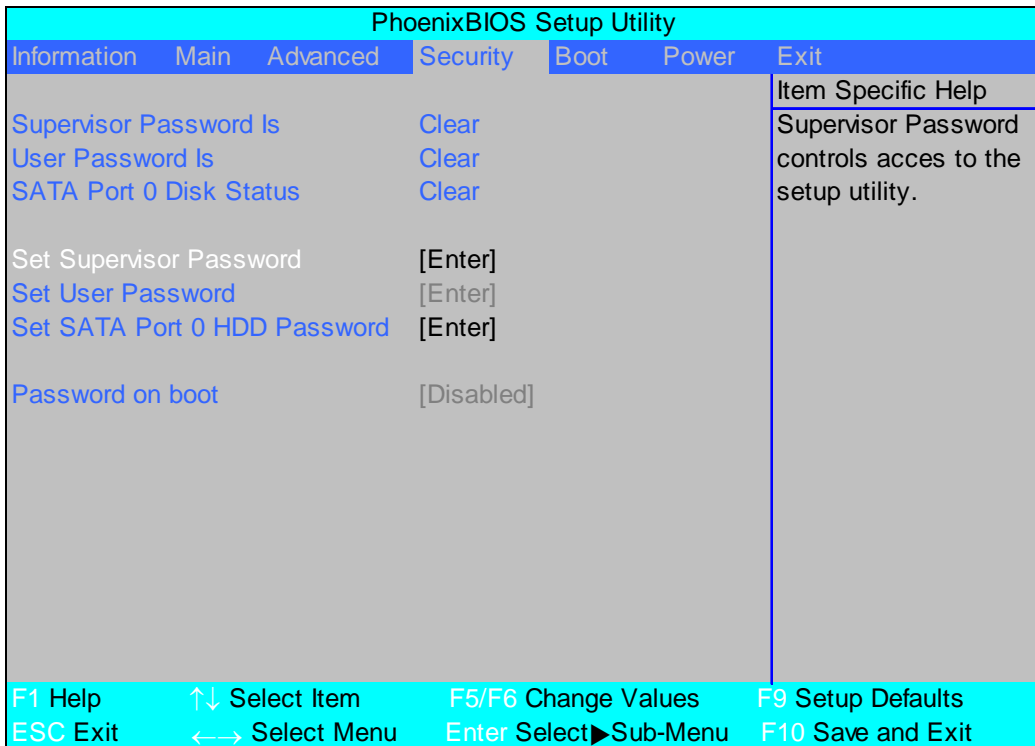 PhoenixBIOS Setup Utility
Information Main Advanced Security Boot Power Exit
Item Specific Help
Supervisor Password Is Clear
User Password Is Clear
SATA Port 0 Disk Status Clear
Supervisor Password
controls acces to the
setup utility.
Set Supervisor Password [Enter]
Set User Password [Enter]
Set SATA Port 0 HDD Password [Enter]
Password on boot [Disabled]
F1 Help ↑↓ Select Item F5/F6 Change Values F9 Setup Defaults
ESC Exit ←→ Select Menu Enter Select▶Sub-Menu F10 Save and Exit